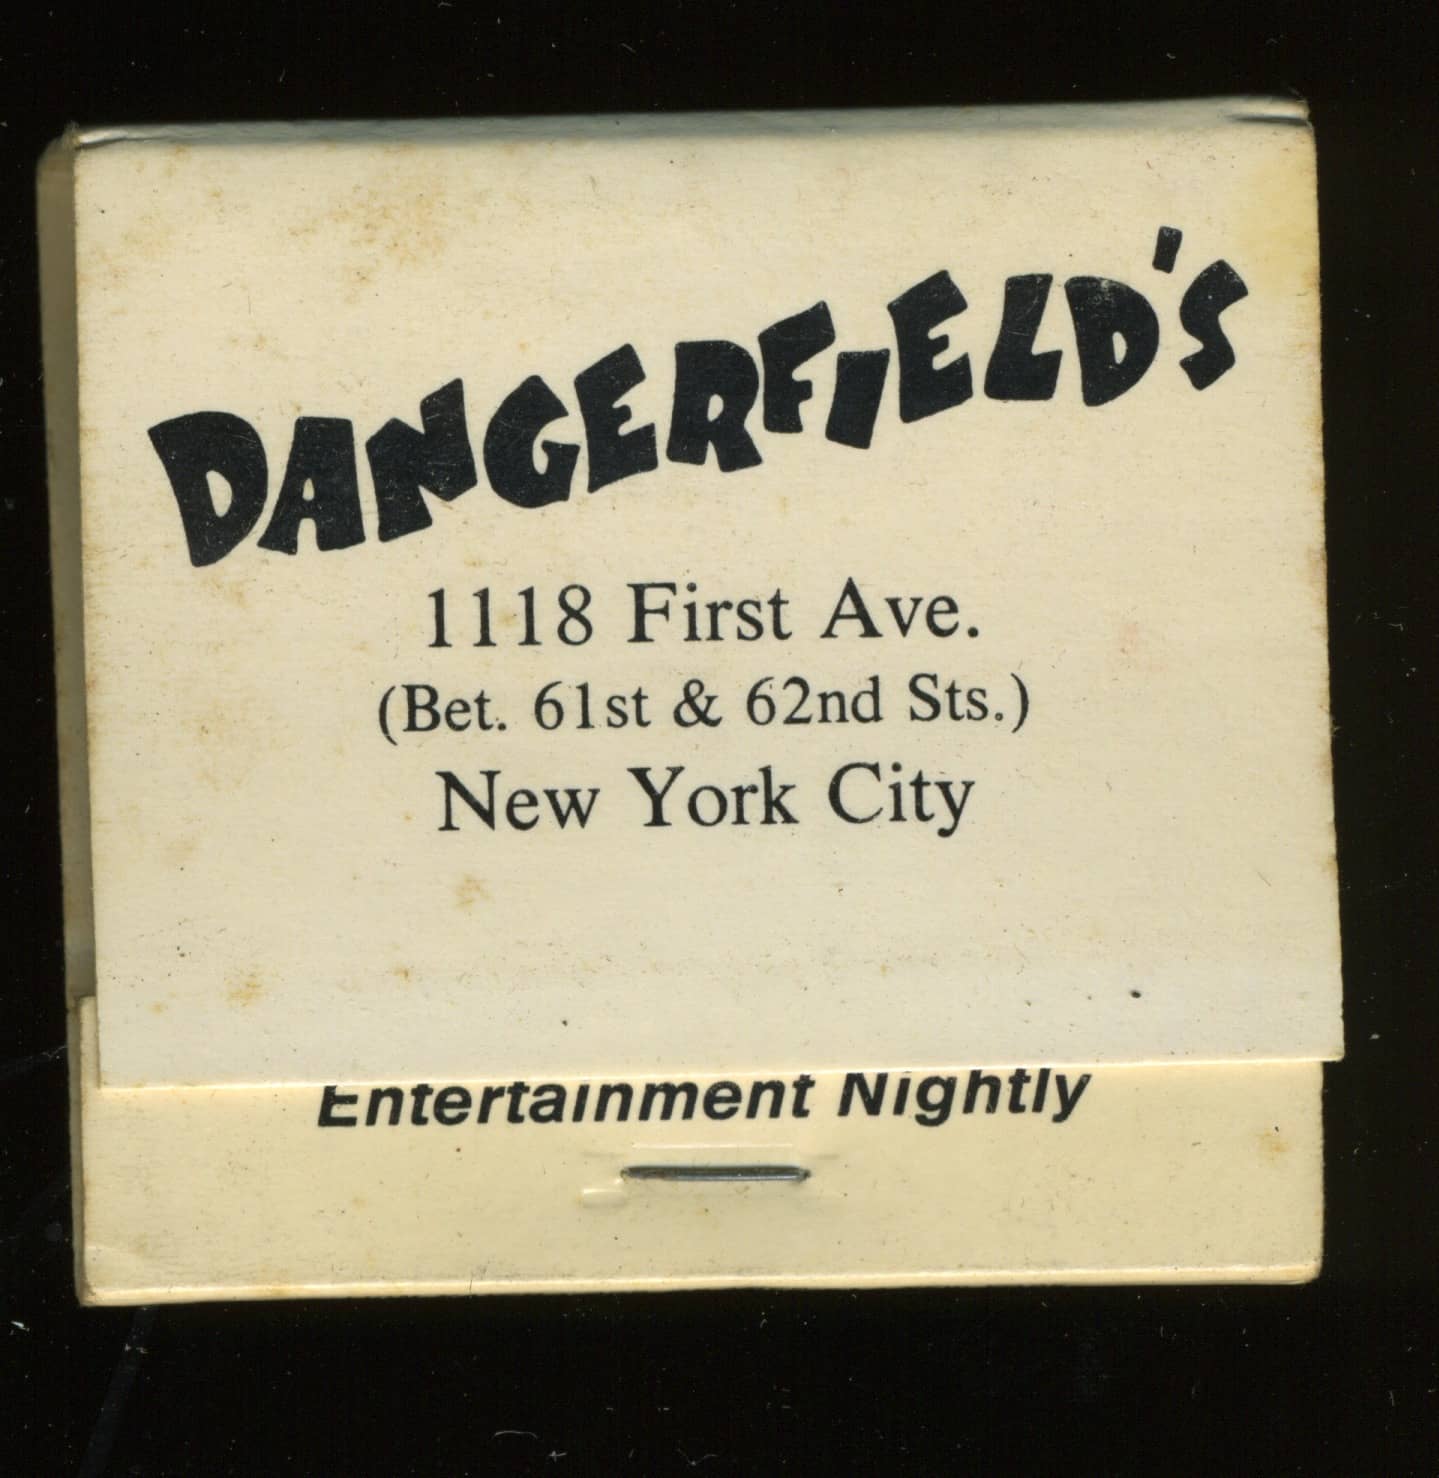 DANGERFIELD'S
1118 First Ave.
(Bet. 61st & 62nd Sts.)
New York City
Entertainment Nightly